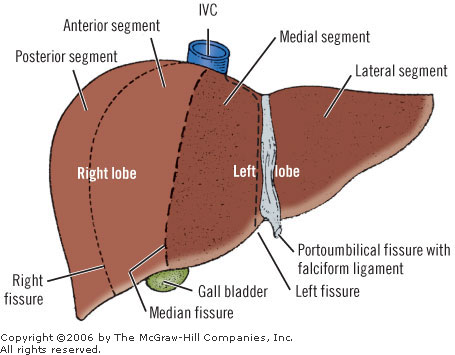 IVC
Anterior segment
Medial segment
Posterior segment
Lateral segment
Right lobe
Left lobe
Portoumbilical fissure with
falciform ligament
Right
fissure
Gall bladder
Left fissure
Median fissure
Copyright ©2006 by The McGraw-Hill Companies, Inc.
All rights reserved.